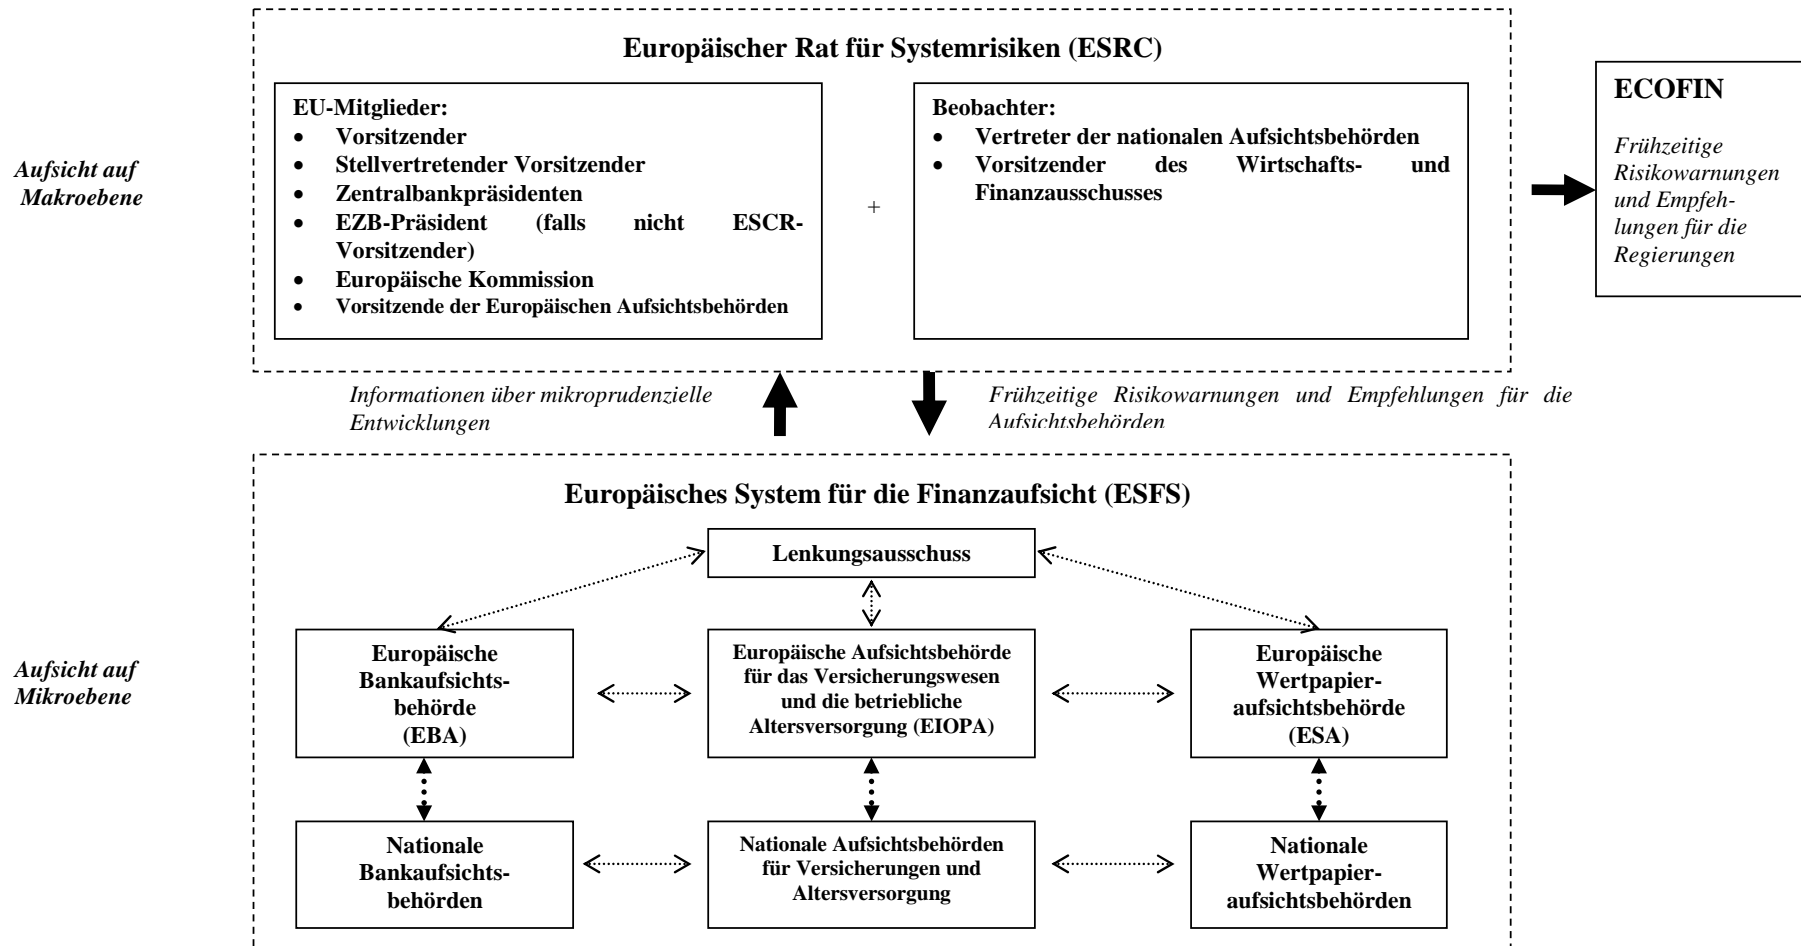 Europäischer Rat für Systemrisiken (ESRC)
EU-Mitglieder:
• Vorsitzender
• Stellvertretender Vorsitzender
• Zentralbankpräsidenten
• EZB-Präsident (falls nicht ESCR-
Vorsitzender)
• Europäische Kommission
• Vorsitzende der Europäischen Aufsichtsbehörden
+
Beobachter:
• Vertreter der nationalen Aufsichtsbehörden
• Vorsitzender des Wirtschafts- und
Finanzausschusses
ECOFIN
Frühzeitige
Risikowarnungen
und Empfeh-
lungen für die
Regierungen
Aufsicht auf
Makroebene
Informationen über mikroprudenzielle
Entwicklungen
Frühzeitige Risikowarnungen und Empfehlungen für die
Aufsichtsbehörden
Europäisches System für die Finanzaufsicht (ESFS)
Lenkungsausschuss
Aufsicht auf
Mikroebene
Europäische
Bankaufsichts-
behörde
(EBA)
Europäische Aufsichtsbehörde
für das Versicherungswesen
und die betriebliche
Altersversorgung (EIOPA)
Europäische
Wertpapier-
aufsichtsbehörde
(ESA)
Nationale
Bankaufsichts-
behörden
Nationale Aufsichtsbehörden
für Versicherungen und
Altersversorgung
Nationale
Wertpapier-
aufsichtsbehörden